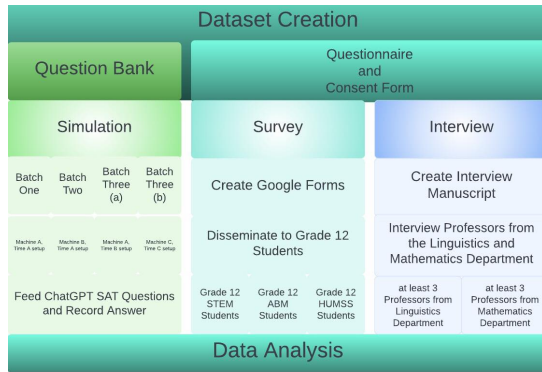 Dataset Creation
Question Bank
Questionnaire
and
Consent Form
Simulation
Survey
Interview
Batch
One
Batch
Two
Batch
Three
(a)
Batch
Three
(b)
Create Google Forms
Create Interview
Manuscript
Machine A,
Time A setup
Machine B,
Time A setup
Machine A,
Time B setup
Machine C,
Time C setup
Disseminate to Grade 12
Students
Interview Professors from
the Linguistics and
Mathematics Department
Feed ChatGPT SAT Questions
and Record Answer
Grade 12
STEM
Students
Grade 12
ABM
Students
Grade 12
HUMSS
Students
at least 3
Professors from
Linguistics
Department
at least 3
Professors from
Mathematics
Department
Data Analysis